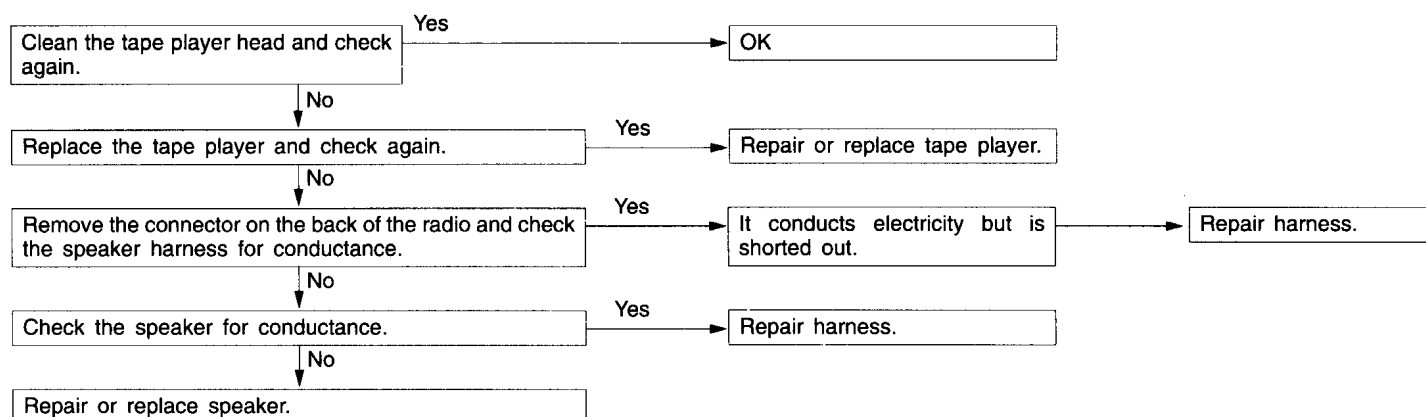 Clean the tape player head and check
again.
Yes
OK
No
Replace the tape player and check again.
Yes
Repair or replace tape player.
No
Remove the connector on the back of the radio and check
the speaker harness for conductance.
Yes
It conducts electricity but is
shorted out.
Repair harness.
No
Check the speaker for conductance.
Yes
Repair harness.
No
Repair or replace speaker.